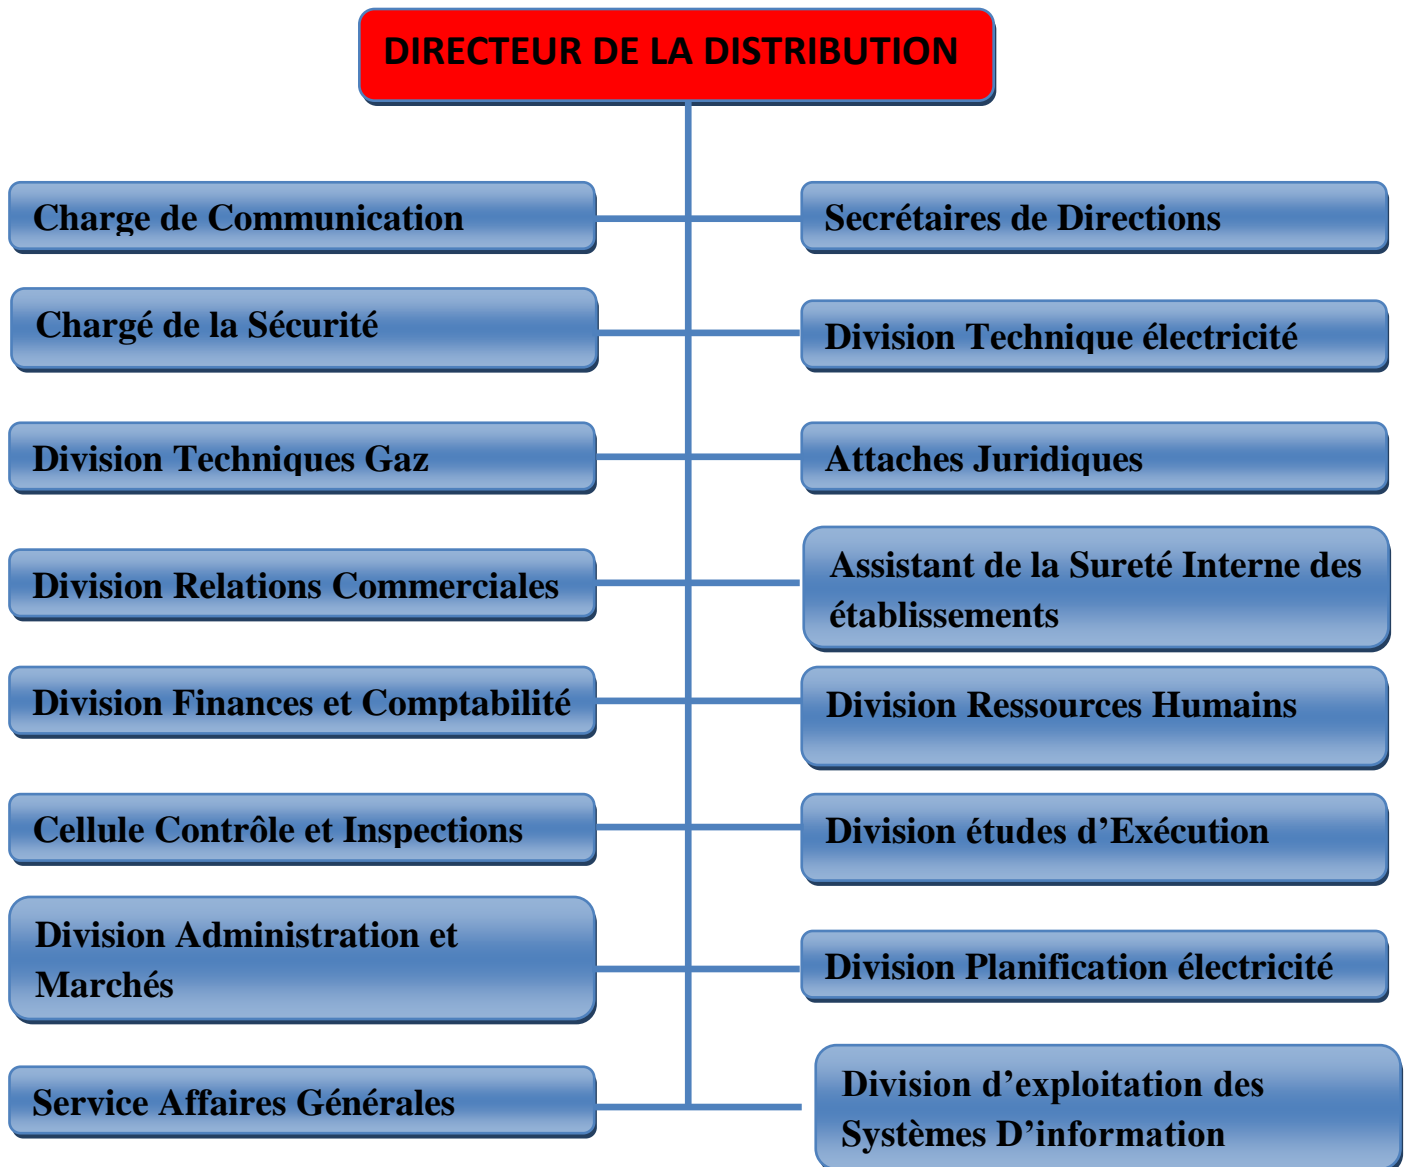 DIRECTEUR DE LA DISTRIBUTION
Charge de Communication
Secrétaires de Directions
Chargé de la Sécurité
Division Technique électricité
Division Techniques Gaz
Attaches Juridiques
Division Relations Commerciales
Assistant de la Sureté Interne des
établissements
Division Finances et Comptabilité
Division Ressources Humains
Cellule Contrôle et Inspections
Division études d’Exécution
Division Administration et
Marchés
Division Planification électricité
Service Affaires Générales
Division d’exploitation des
Systèmes D’information